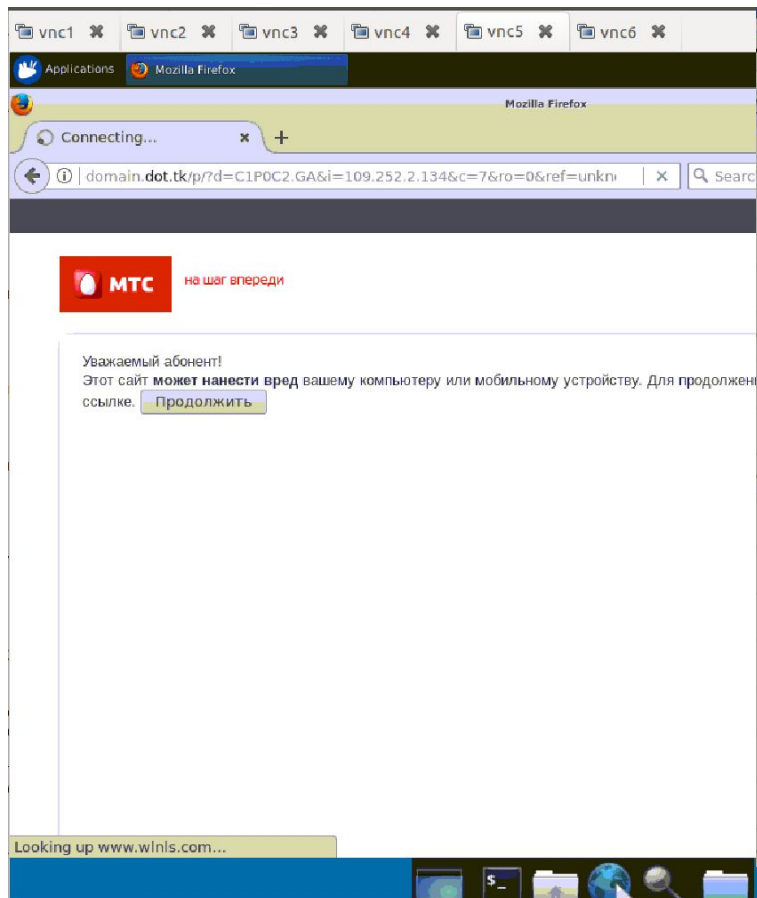 vnc1 vnc2 vnc3 vnc4 vnc5 vnc6
Applications Mozilla Firefox
Mozilla Firefox
Connecting...
domain.dot.tk/p/?d=C1P0C2.GA&i=109.252.2.134&c=7&ro=0&ref=unkn Searc
МТС на шаг впереди
Уважаемый абонент!
Этот сайт может нанести вред вашему компьютеру или мобильному устройству. Для продолжен
ссылке. Продолжить
Looking up www.wlnls.com...
$_